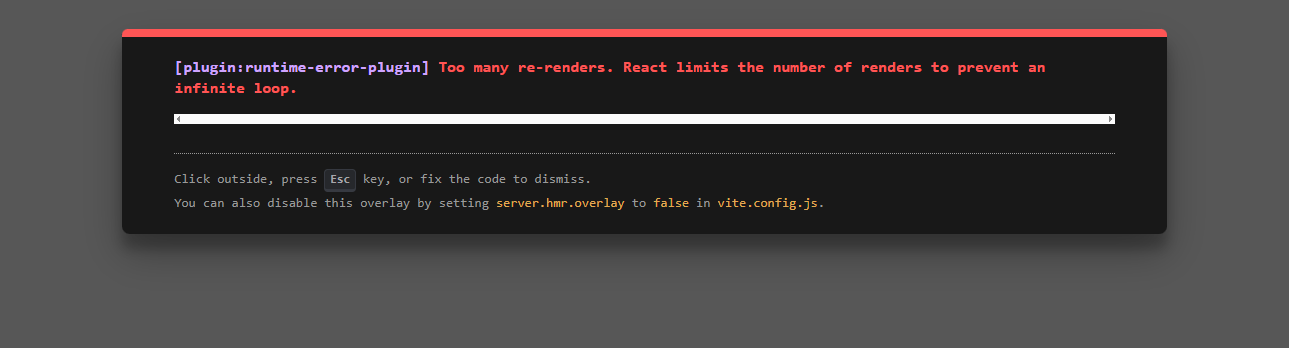 [plugin:runtime-error-plugin] Too many re-renders. React limits the number of renders to prevent an
infinite loop.
Click outside, press Esc key, or fix the code to dismiss.
You can also disable this overlay by setting server.hmr.overlay to false in vite.config.js.